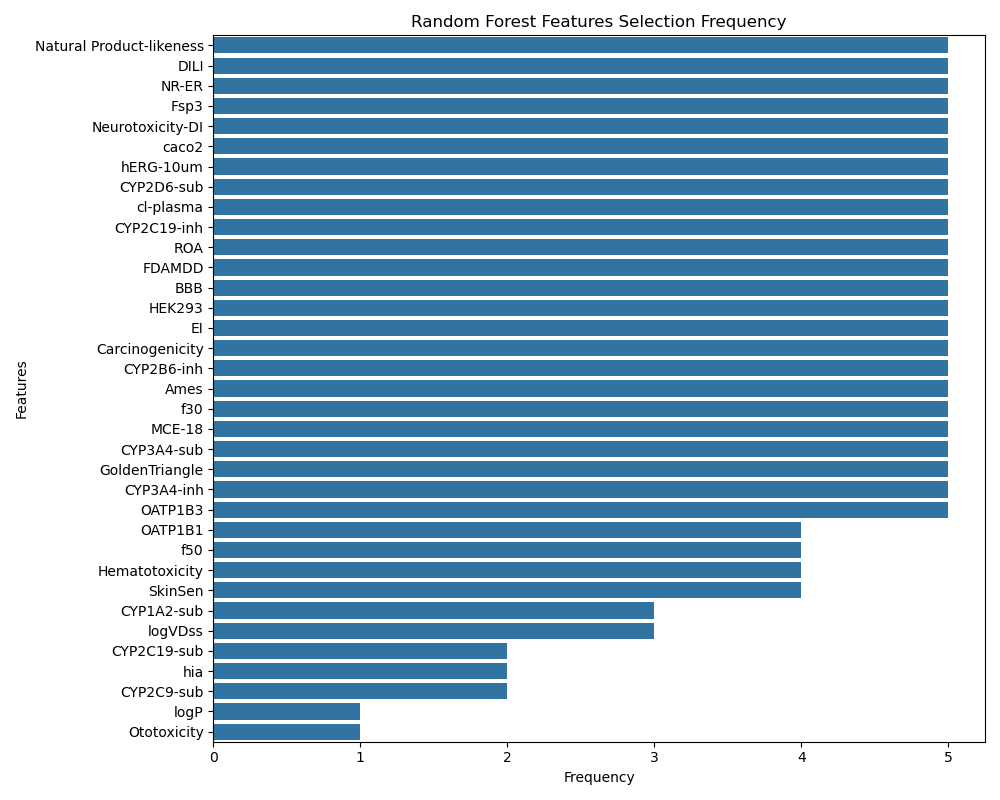 Random Forest Features Selection Frequency
Features
Natural Product-likeness
DILI
NR-ER
Fsp3
Neurotoxicity-DI
caco2
hERG-10um
CYP2D6-sub
cl-plasma
CYP2C19-inh
ROA
FDAMDD
BBB
HEK293
EI
Carcinogenicity
CYP2B6-inh
Ames
f30
MCE-18
CYP3A4-sub
GoldenTriangle
CYP3A4-inh
OATP1B3
OATP1B1
f50
Hematotoxicity
SkinSen
CYP1A2-sub
logVDss
CYP2C19-sub
hia
CYP2C9-sub
logP
Ototoxicity
0 1 2 3 4 5
Frequency